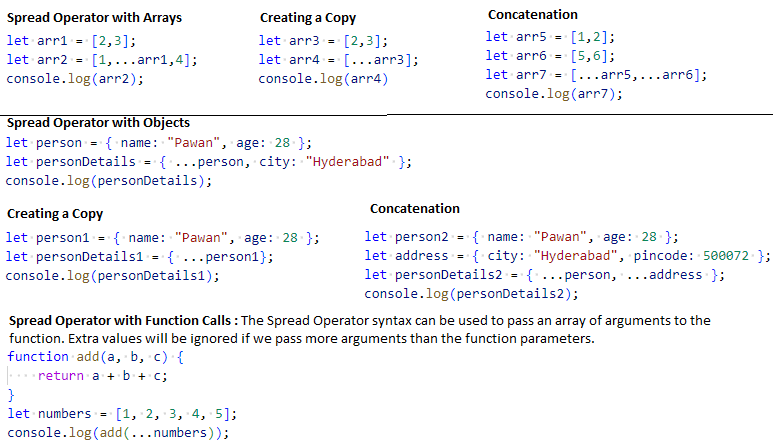 Spread Operator with Arrays
let arr1 = [2,3];
let arr2 = [1,...arr1,4];
console.log(arr2);
Creating a Copy
let arr3 = [2,3];
let arr4 = [...arr3];
console.log(arr4)
Concatenation
let arr5 = [1,2];
let arr6 = [5,6];
let arr7 = [...arr5,...arr6];
console.log(arr7);
Spread Operator with Objects
let person = { name: "Pawan", age: 28 };
let personDetails = { ...person, city: "Hyderabad" };
console.log(personDetails);
Creating a Copy
let person1 = { name: "Pawan", age: 28 };
let personDetails1 = { ...person1};
console.log(personDetails1);
Concatenation
let person2 = { name: "Pawan", age: 28 };
let address = { city: "Hyderabad", pincode: 500072 };
let personDetails2 = { ...person, ...address };
console.log(personDetails2);
Spread Operator with Function Calls : The Spread Operator syntax can be used to pass an array of arguments to the
function. Extra values will be ignored if we pass more arguments than the function parameters.
function add(a, b, c) {
return a + b + c;
}
let numbers = [1, 2, 3, 4, 5];
console.log(add(...numbers));